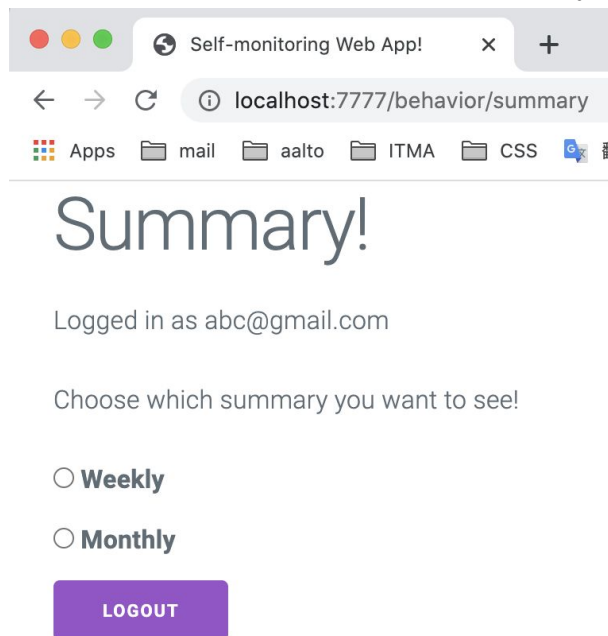 Self-monitoring Web App!
localhost:7777/behavior/summary
Apps mail aalto ITMA CSS
Summary!
Logged in as abc@gmail.com
Choose which summary you want to see!
Weekly
Monthly
LOGOUT